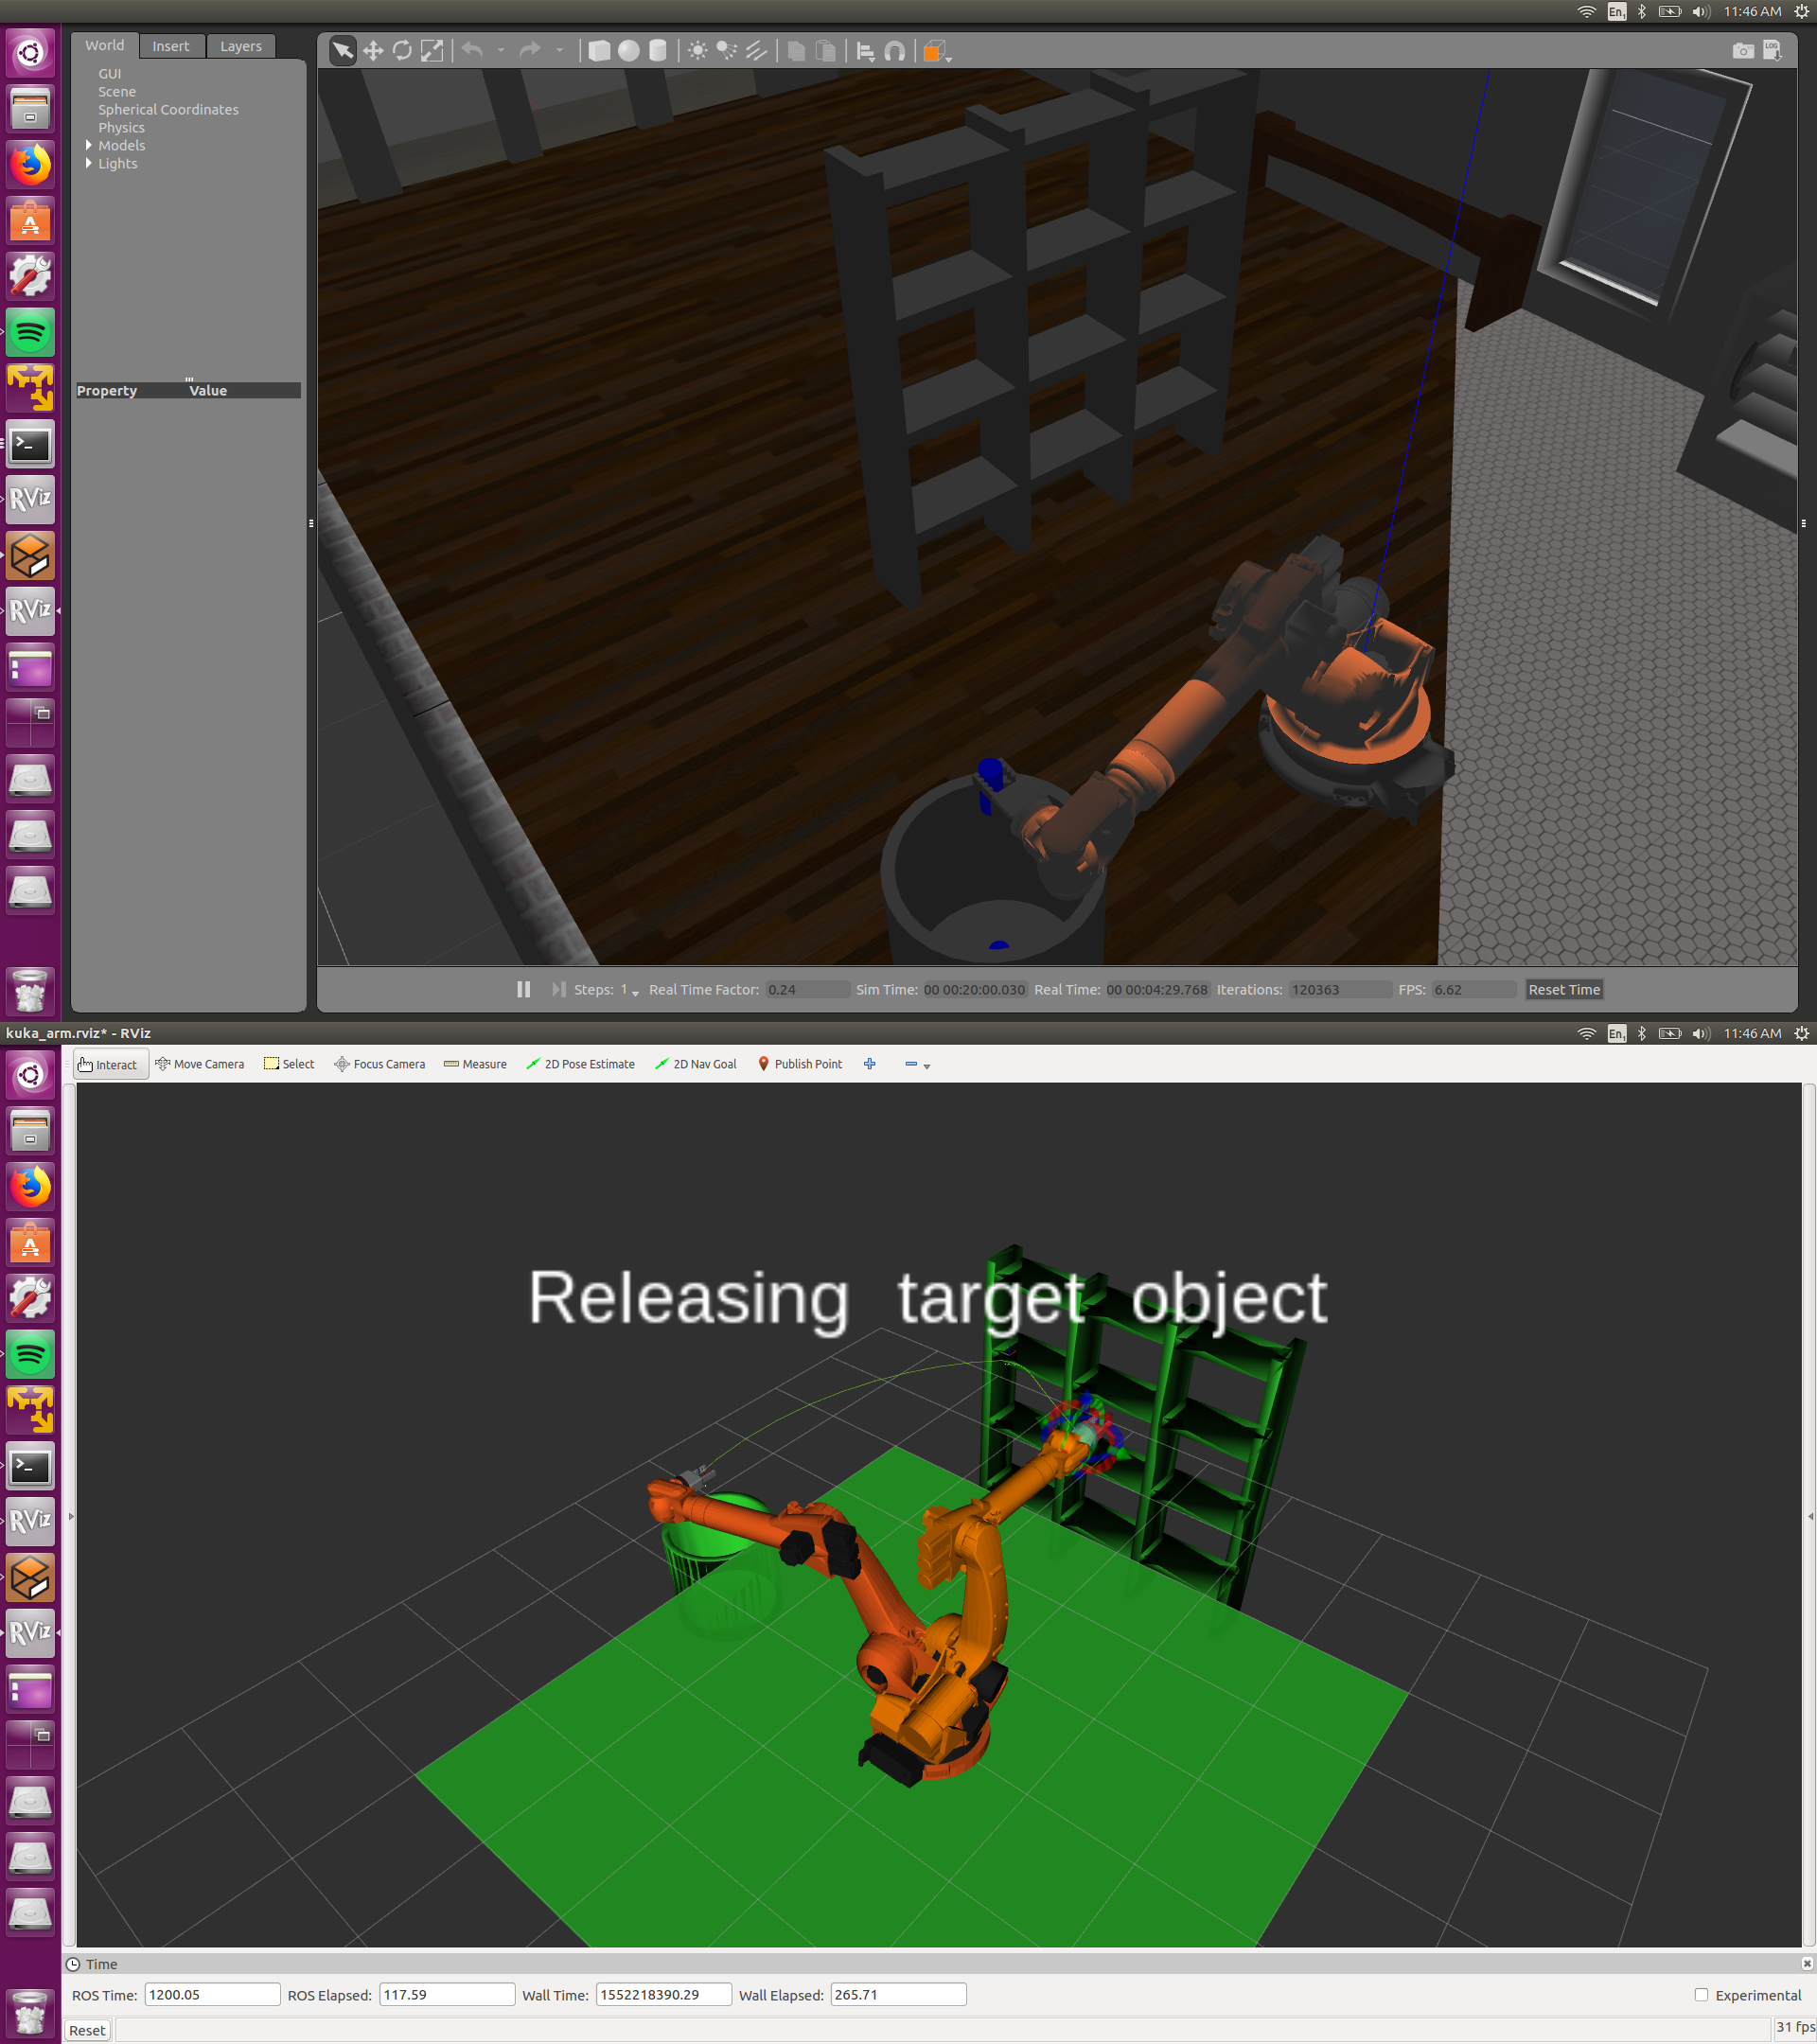 En 11:46 AM
World Insert Layers
GUI
Scene
Spherical Coordinates
Physics
Models
Lights
Property Value
RViz
RViz
Steps: 1 Real Time Factor: 0.24 Sim Time: 00 00:20:00.030 Real Time: 00 00:04:29.768 Iterations: 120363 FPS: 6.62 Reset Time
kuka_arm.rviz* - RViz En 11:46 AM
Interact Move Camera Select Focus Camera Measure 2D Pose Estimate 2D Nav Goal Publish Point
Releasing target object
RViz
RViz
Time
ROS Time: 1200.05 ROS Elapsed: 117.59 Wall Time: 1552218390.29 Wall Elapsed: 265.71 Experimental
Reset 31 fps